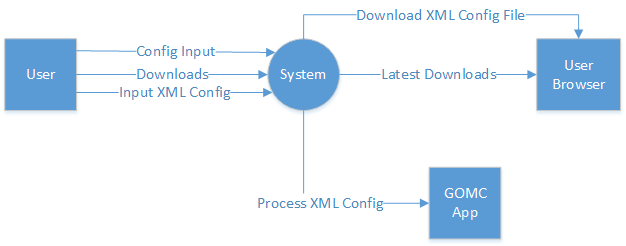 Download XML Config File
Config Input
User
Downloads
System
Latest Downloads
User
Browser
Input XML Config
Process XML Config
GOMC
App